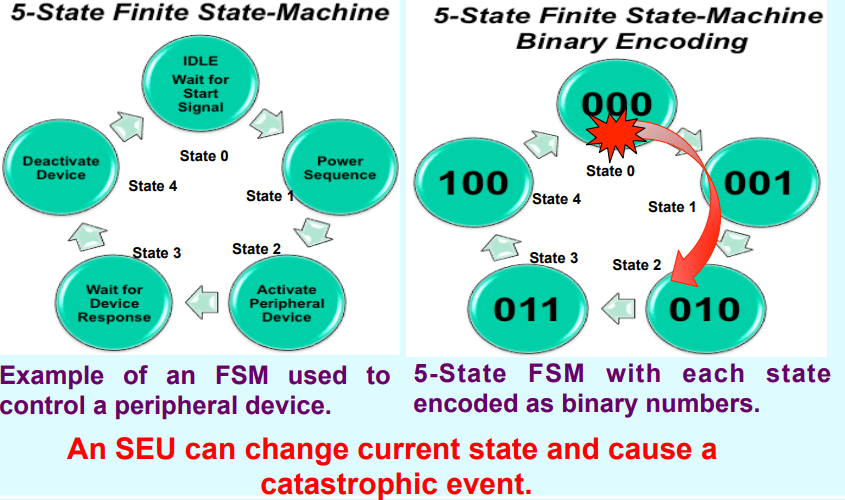 5-State Finite State-Machine
IDLE
Wait for
Start
Signal
Power
Sequence
Activate
Peripheral
Device
Wait for
Device
Response
Deactivate
Device
State 0
State 1
State 2
State 3
State 4
Example of an FSM used to
control a peripheral device.
5-State Finite State-Machine
Binary Encoding
000
001
010
011
100
State 0
State 1
State 2
State 3
State 4
5-State FSM with each state
encoded as binary numbers.
An SEU can change current state and cause a
catastrophic event.